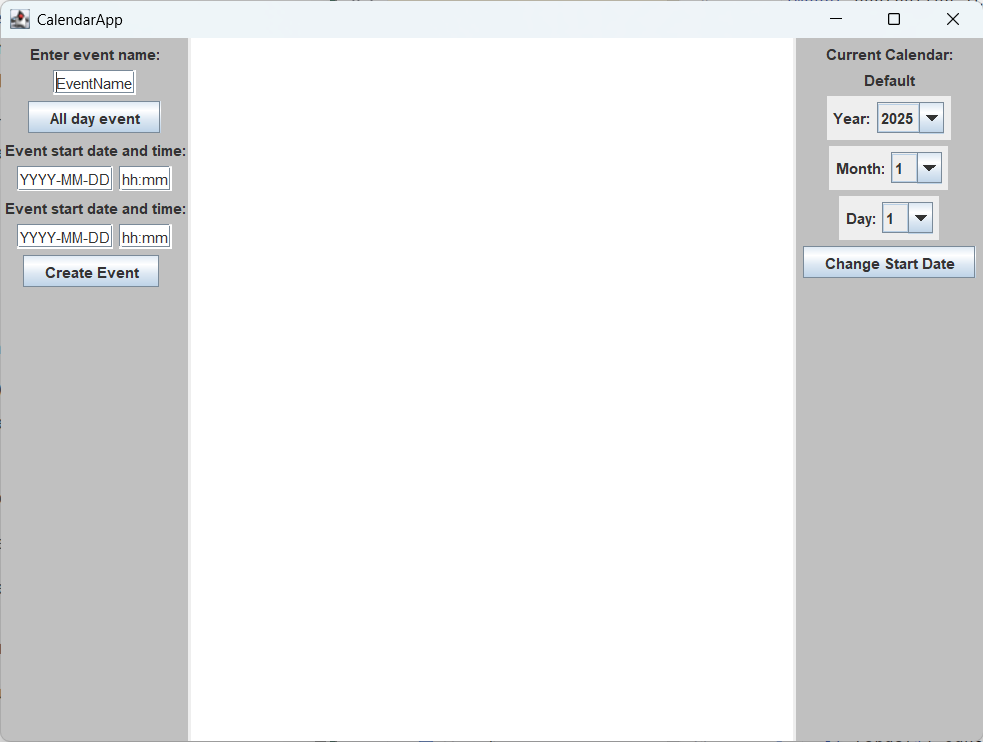 CalendarApp
Enter event name:
EventName
All day event
Event start date and time:
YYYY-MM-DD hh:mm
Event start date and time:
YYYY-MM-DD hh:mm
Create Event
Current Calendar:
Default
Year: 2025
Month: 1
Day: 1
Change Start Date